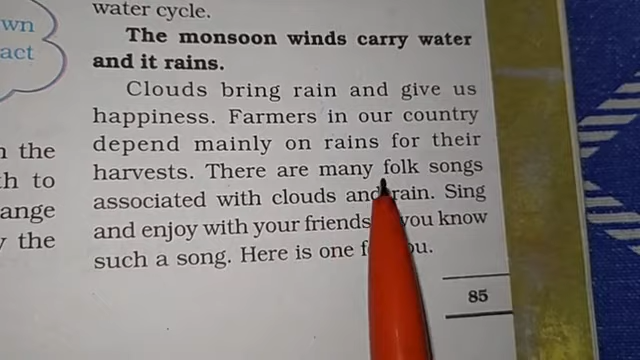 water cycle.
wn
The monsoon winds carry water
act
and it rains.
Clouds bring rain and give us
happiness. Farmers in our country
depend mainly on rains for their
the
harvests. There are many folk songs
th to
associated with clouds and rain. Sing
ange
and enjoy with your friends you know
the
such a song. Here is one
85